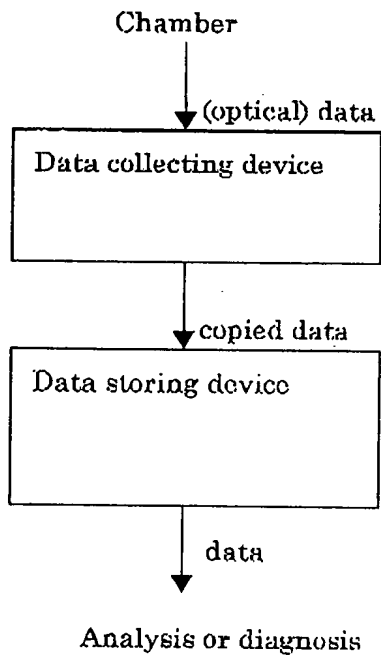 Chamber
(optical) data
Data collecting device
copied data
Data storing device
data
Analysis or diagnosis